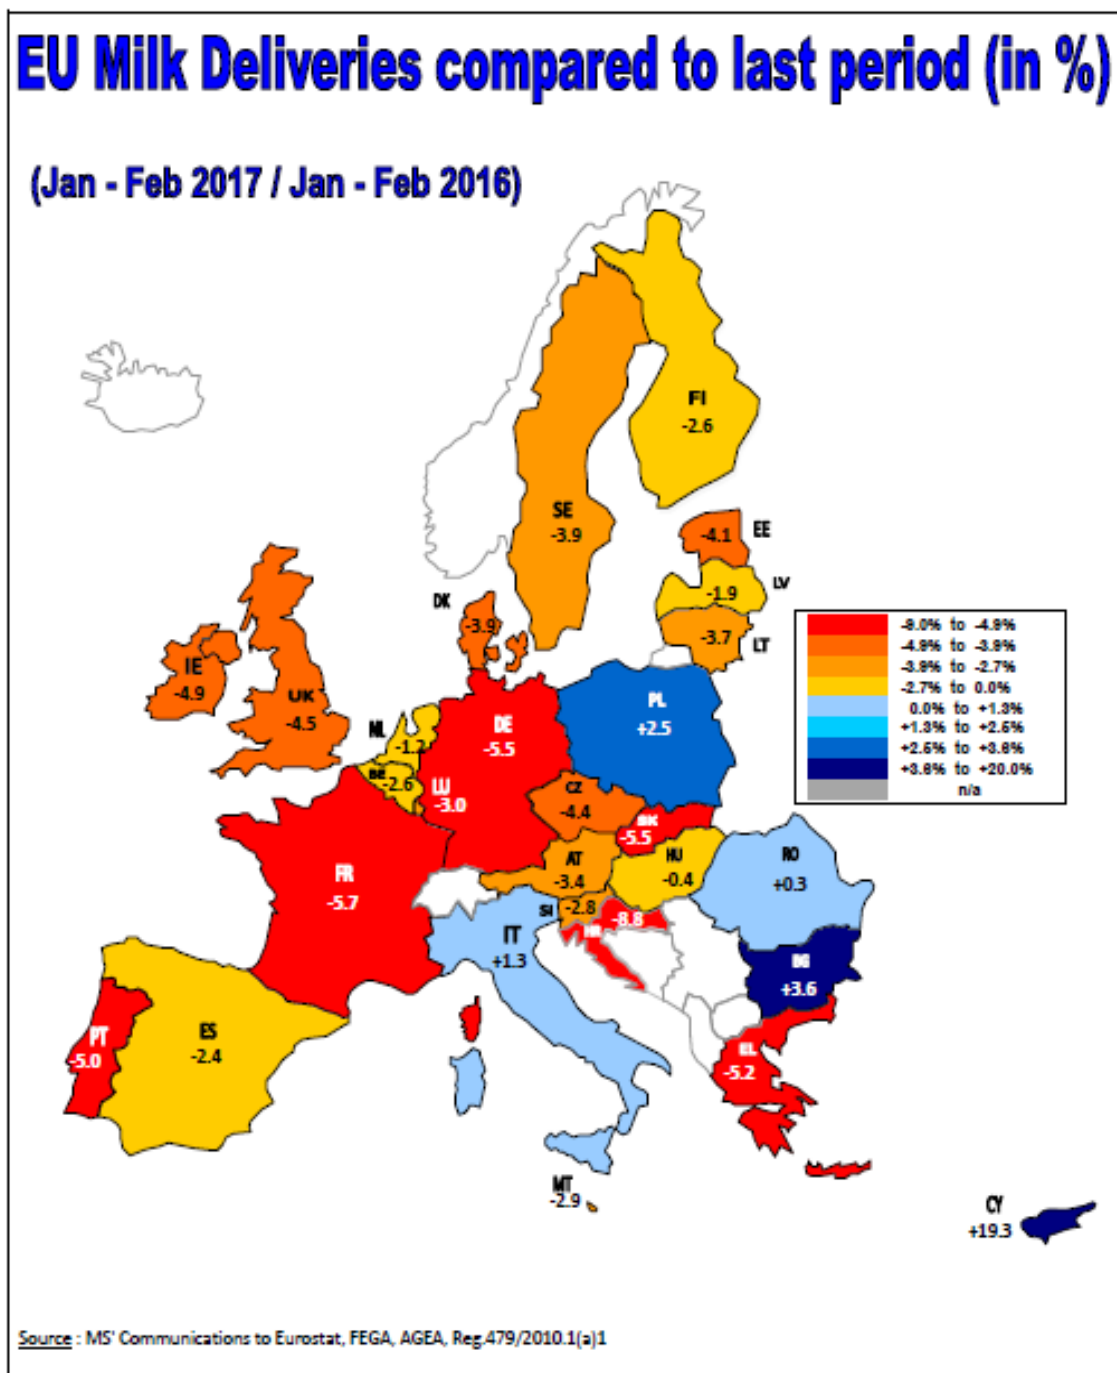 EU Milk Deliveries compared to last period (in %)
(Jan - Feb 2017 / Jan - Feb 2016)
FI
-2.6
SE
-3.9
-4.1
EE
-1.9
LV
-3.7
LT
DK
-3.9
IE
-4.9
UK
-4.5
NL
-1.2
BE
-2.6
DE
-5.5
LU
-3.0
PL
+2.5
CZ
-4.4
SK
-5.5
AT
-3.4
HU
-0.4
RO
+0.3
SI
-2.8
HR
-8.8
FR
-5.7
IT
+1.3
BG
+3.6
PT
-5.0
ES
-2.4
EL
-5.2
MT
-2.9
CY
+19.3
-9.0% to -4.9%
-4.9% to -3.9%
-3.9% to -2.7%
-2.7% to 0.0%
0.0% to +1.3%
+1.3% to +2.5%
+2.5% to +3.6%
+3.6% to +20.0%
n/a
Source : MS' Communications to Eurostat, FEGA, AGEA, Reg.479/2010.1(a)1